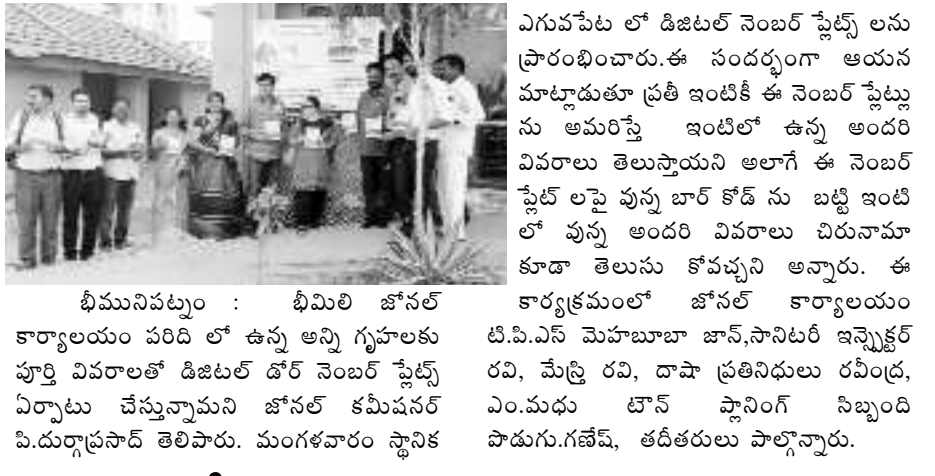 భీమునిపట్నం : భీమిలి జోనల్
కార్యాలయం పరిది లో ఉన్న అన్ని గృహలకు
పూర్తి వివరాలతో డిజిటల్ డోర్ నెంబర్ ప్లేట్స్
ఏర్పాటు చేస్తున్నామని జోనల్ కమీషనర్
పి.దుర్గాప్రసాద్ తెలిపారు. మంగళవారం స్థానిక
ఎగువపేట లో డిజిటల్ నెంబర్ ప్లేట్స్ లను
ప్రారంభించారు.ఈ సందర్భంగా ఆయన
మాట్లాడుతూ ప్రతీ ఇంటికీ ఈ నెంబర్ ప్లేట్లు
ను అమరిస్తే ఇంటిలో ఉన్న అందరి
వివరాలు తెలుస్తాయని అలాగే ఈ నెంబర్
ప్లేట్ లపై వున్న బార్ కోడ్ ను బట్టి ఇంటి
లో వున్న అందరి వివరాలు చిరునామా
కూడా తెలుసు కోవచ్చని అన్నారు. ఈ
కార్యక్రమంలో జోనల్ కార్యాలయం
టి.పి.ఎస్ మెహబూబా జాన్,సానిటరీ ఇన్స్పెక్టర్
రవి, మేస్త్రి రవి, దాషా ప్రతినిధులు రవీంద్ర,
ఎం.మధు టౌన్ ప్లానింగ్ సిబ్బంది
పొడుగు.గణేష్, తదీతరులు పాల్గొన్నారు.